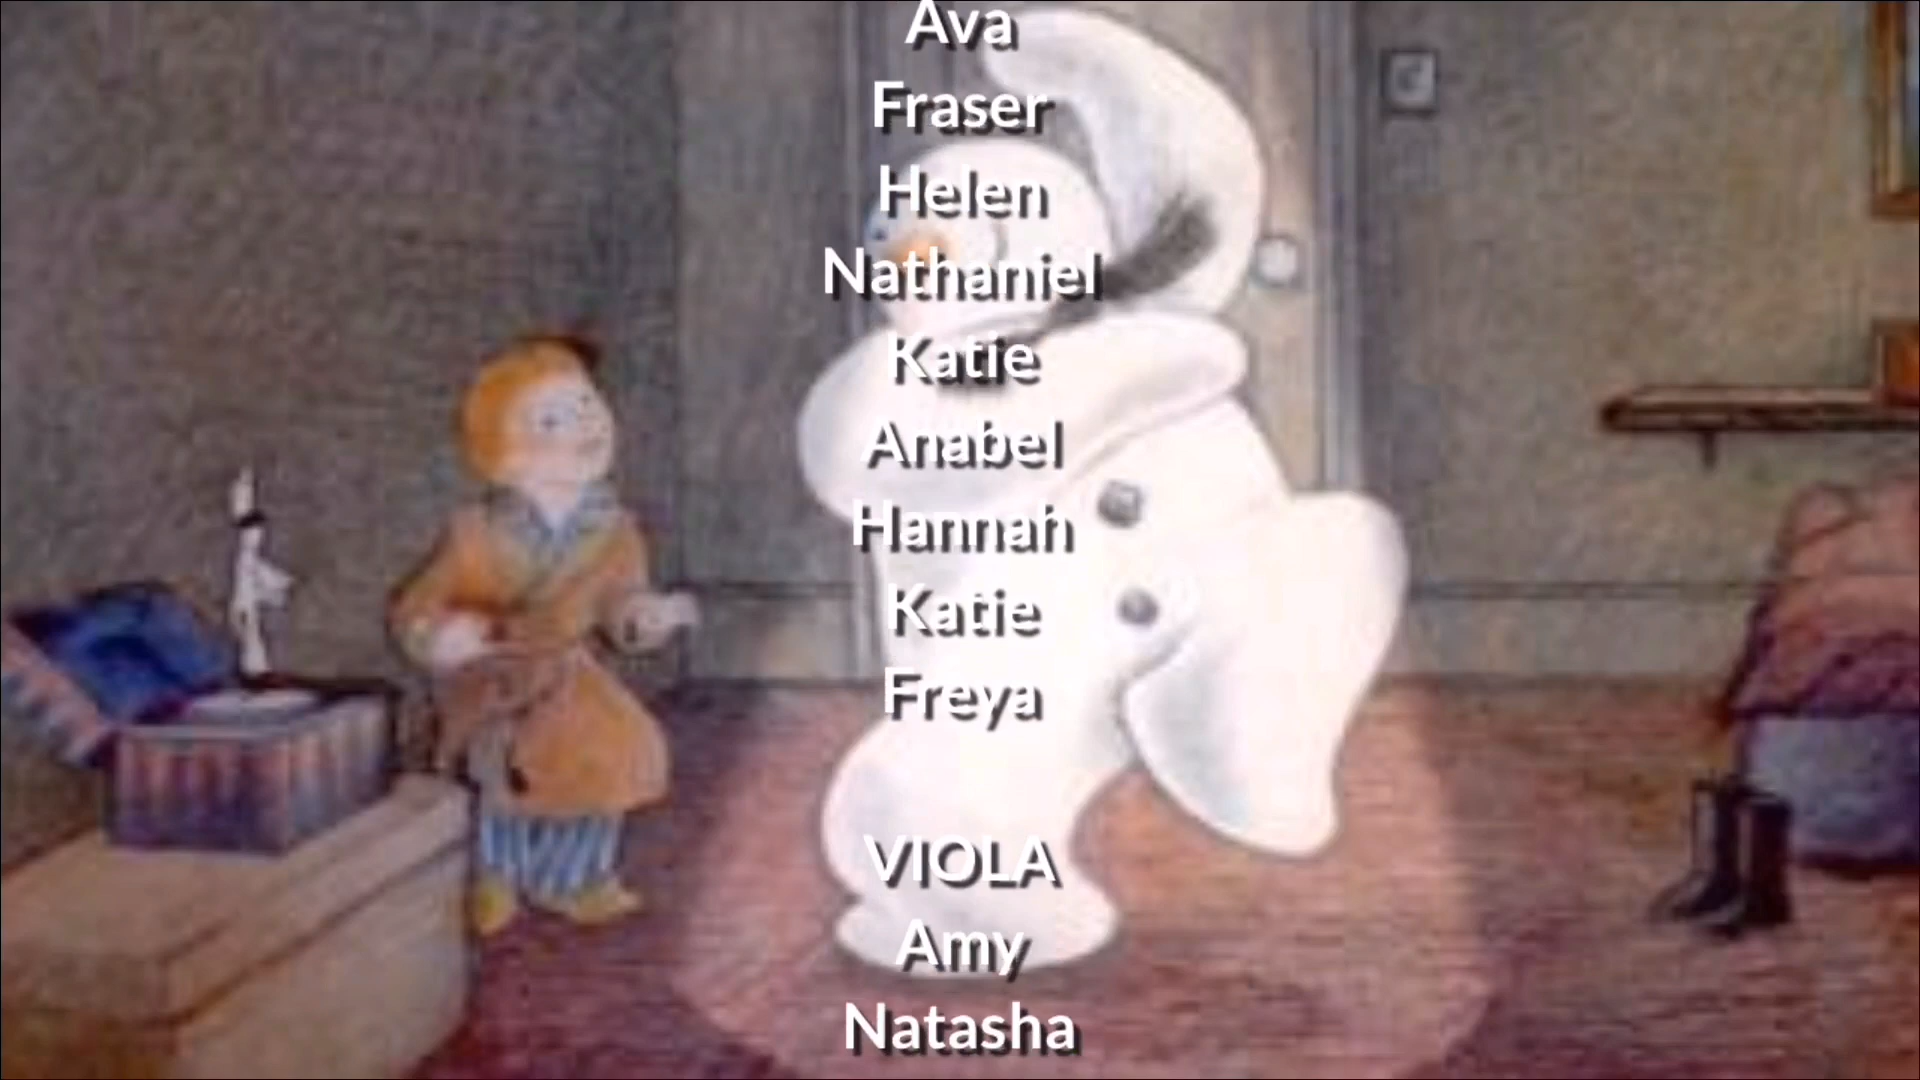 Ava
Fraser
Helen
Nathaniel
Katie
Anabel
Hannah
Katie
Freya
VIOLA
Amy
Natasha